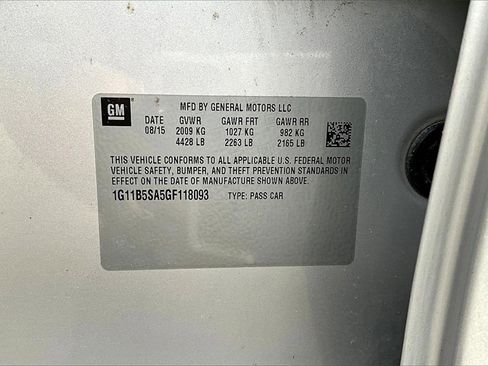 GM
MFD BY GENERAL MOTORS LLC
DATE GVWR GAWR FRT GAWR RR
08/15 2009 KG 1027 KG 982 KG
4428 LB 2263 LB 2165 LB
THIS VEHICLE CONFORMS TO ALL APPLICABLE U.S. FEDERAL MOTOR
VEHICLE SAFETY, BUMPER, AND THEFT PREVENTION STANDARDS IN
EFFECT ON THE DATE OF MANUFACTURE SHOWN ABOVE.
1G11B5SA5GF118093 TYPE: PASS CAR